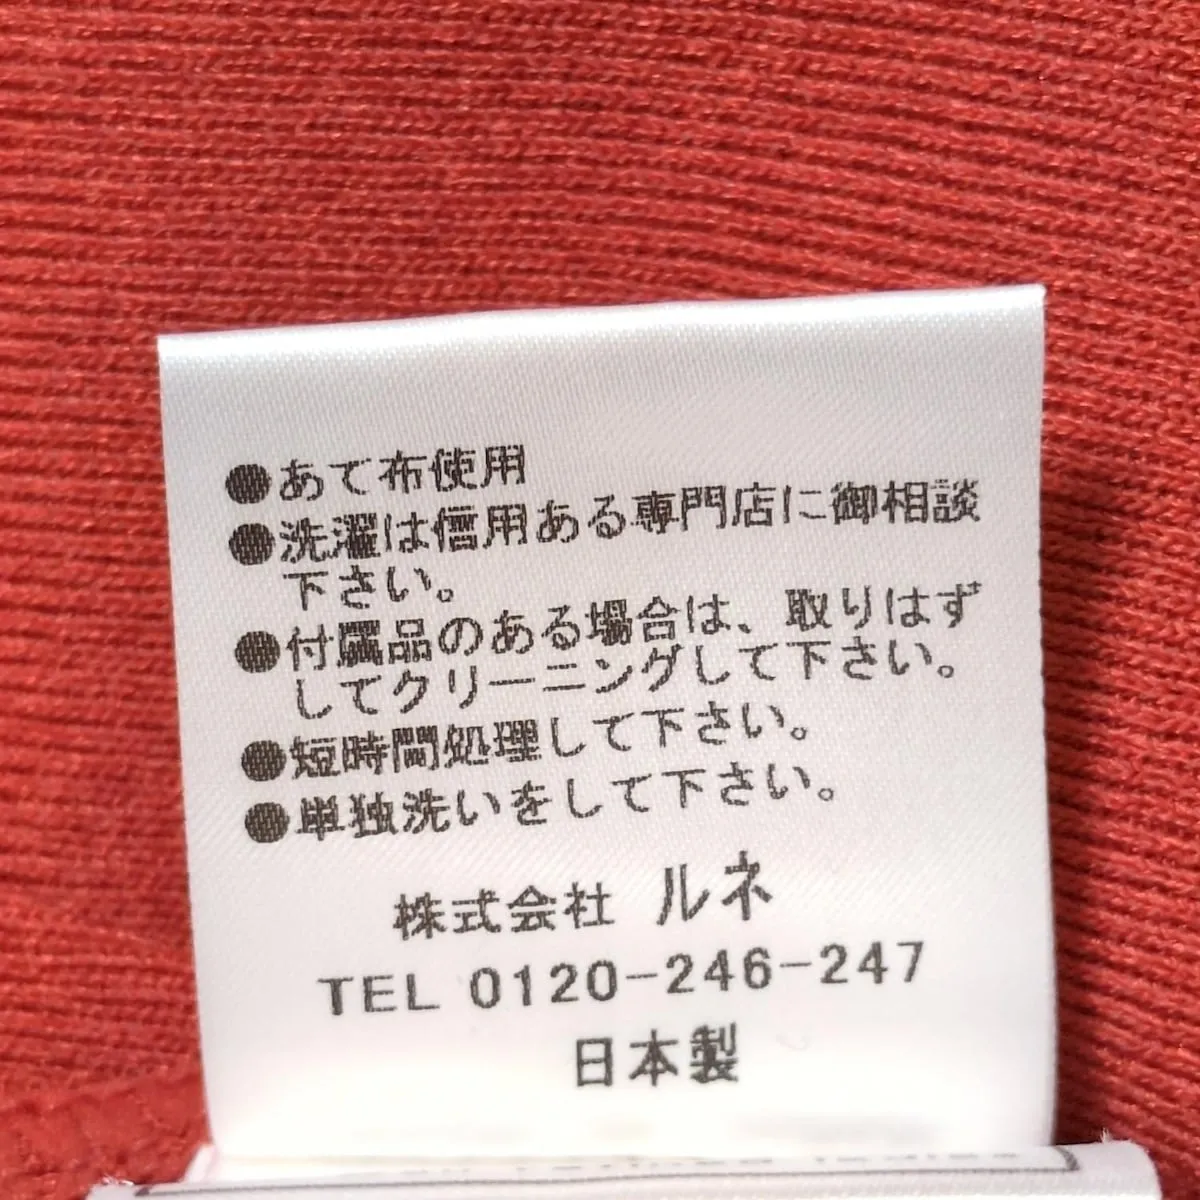 ●あて布使用
●洗濯は信用ある専門店に御相談
下さい。
●付属品のある場合は、取りはず
してクリーニングして下さい。
●短時間処理して下さい。
●単独洗いをして下さい。
株式会社 ルネ
TEL 0120-246-247
日本製